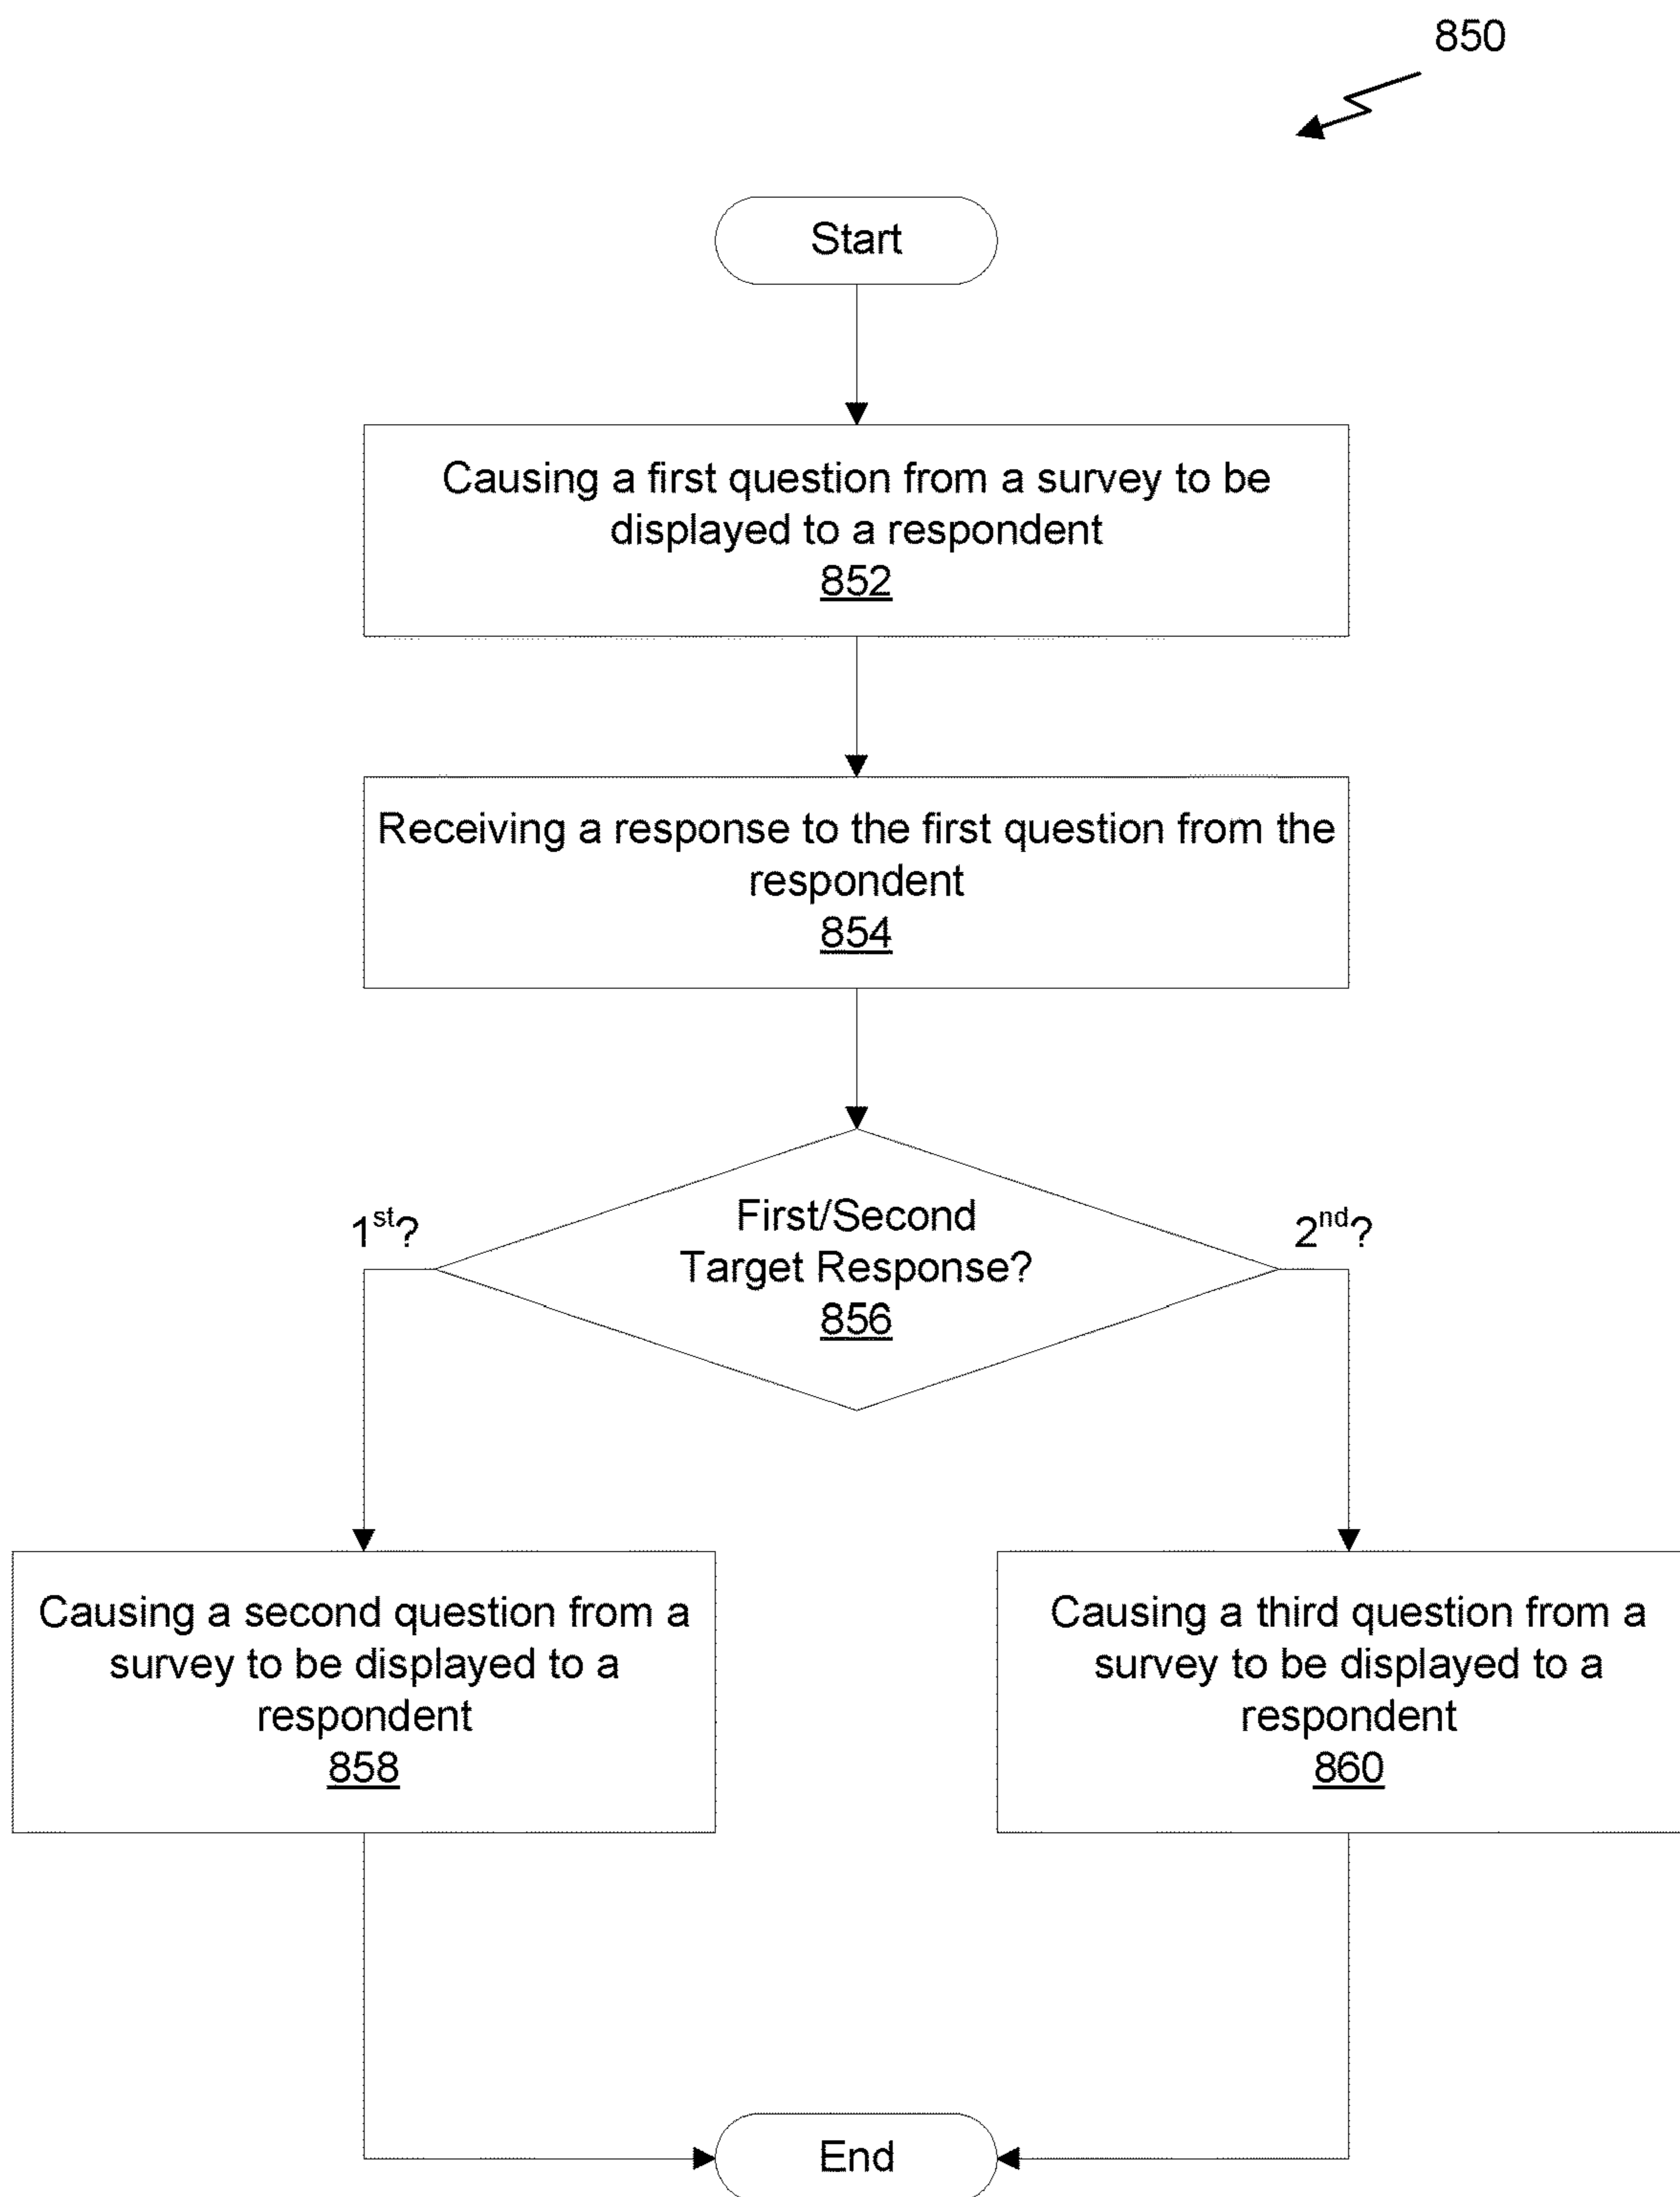 850
Start
Causing a first question from a survey to be
displayed to a respondent
852
Receiving a response to the first question from the
respondent
854
First/Second
Target Response?
856
1st?
2nd?
Causing a second question from a
survey to be displayed to a
respondent
858
Causing a third question from a
survey to be displayed to a
respondent
860
End